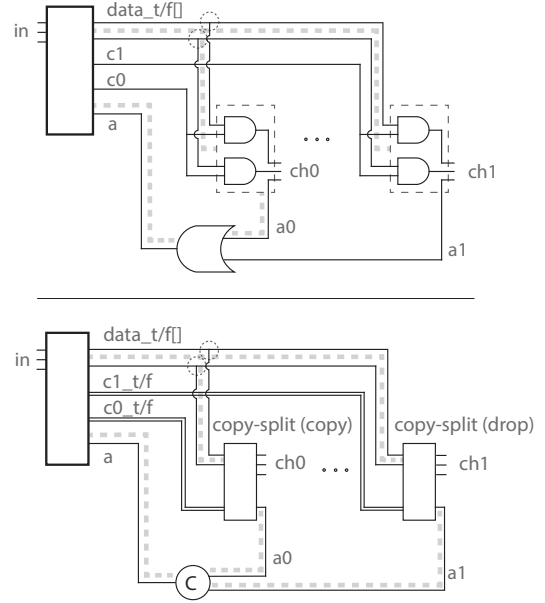 data_t/f[]
in
c1
c0
a
ch0
ch1
a0
a1
data_t/f[]
in
c1_t/f
c0_t/f
copy-split (copy)
copy-split (drop)
a
ch0
ch1
a0
a1
C